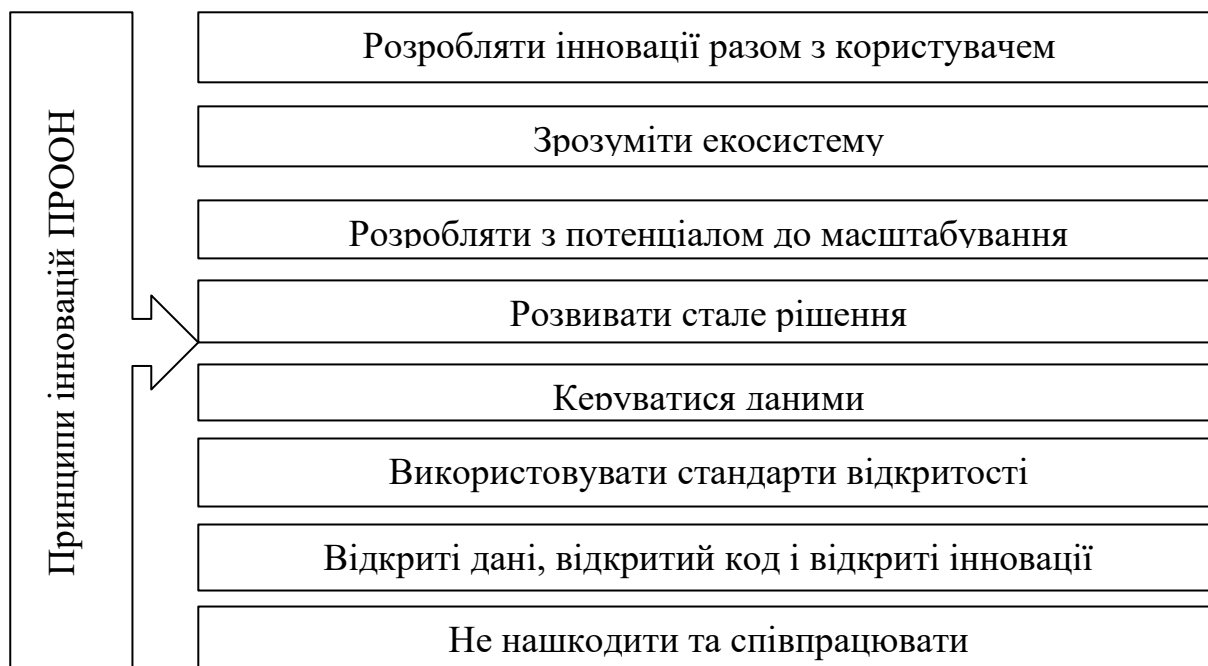 Принципи інновацій ПРООН
Розробляти інновації разом з користувачем
Зрозуміти екосистему
Розробляти з потенціалом до масштабування
Розвивати стале рішення
Керуватися даними
Використовувати стандарти відкритості
Відкриті дані, відкритий код і відкриті інновації
Не нашкодити та співпрацювати